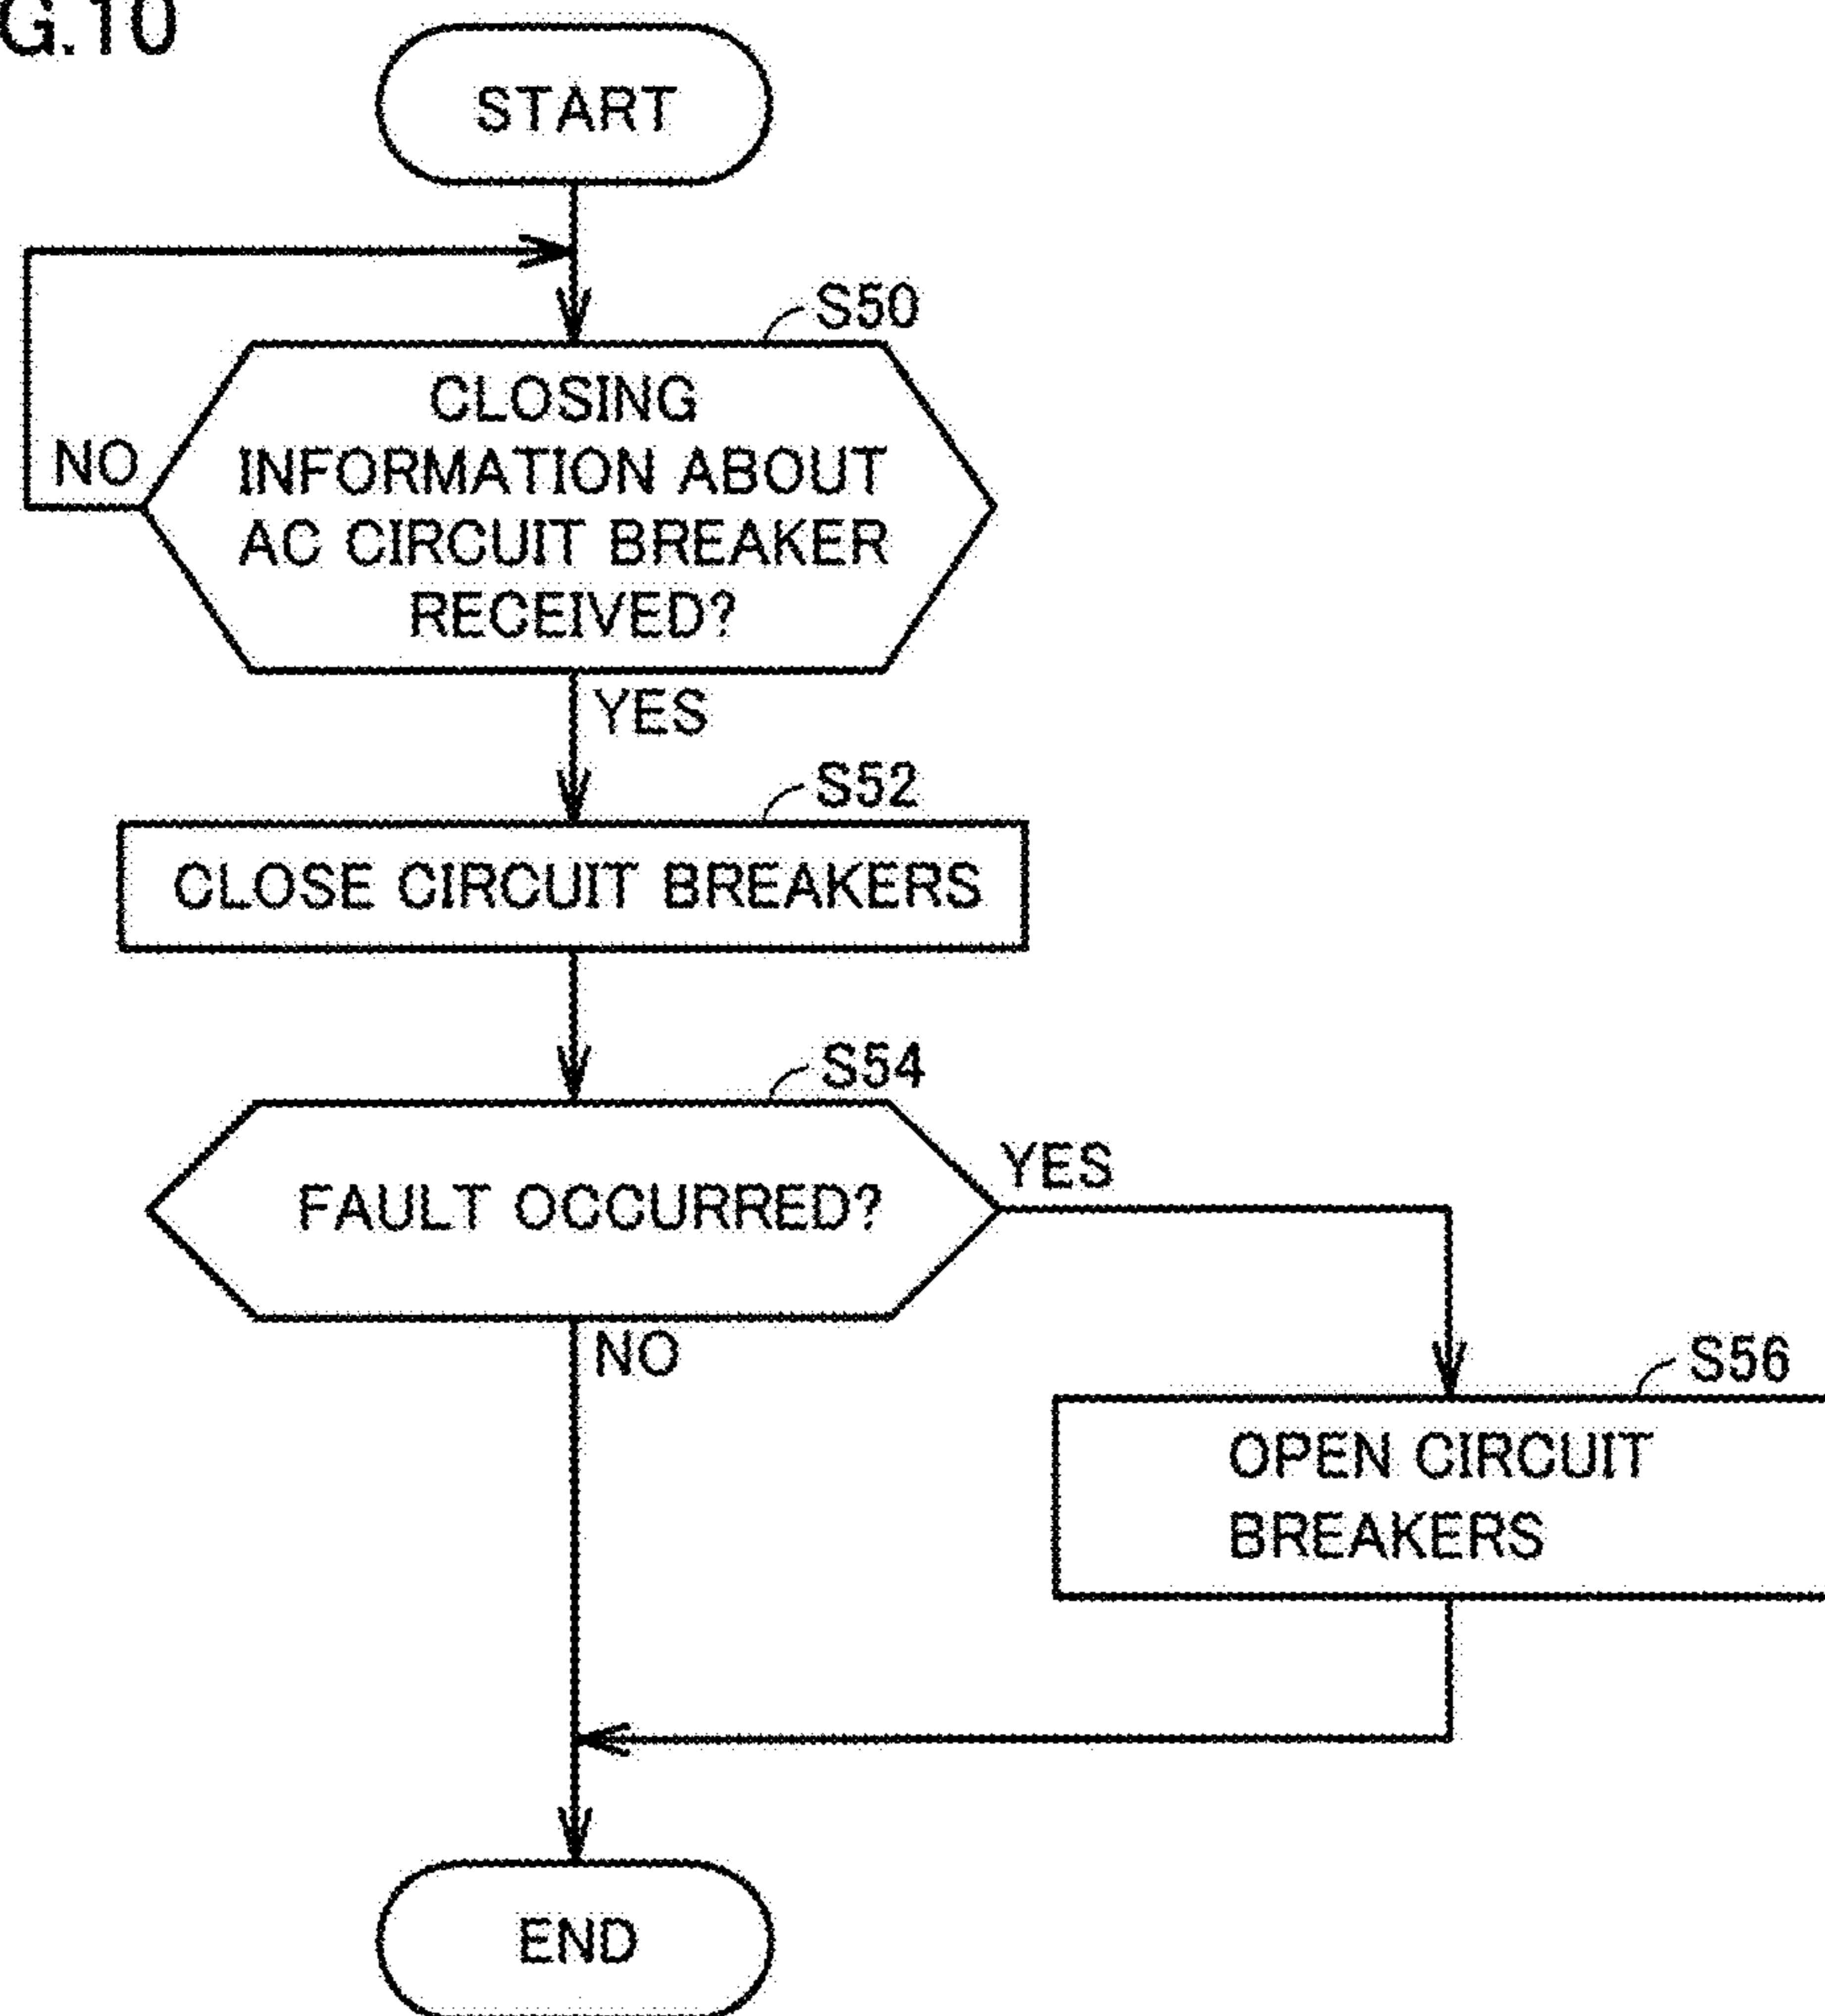 G.10
START
S50
CLOSING
INFORMATION ABOUT
AC CIRCUIT BREAKER
RECEIVED?
NO
YES
S52
CLOSE CIRCUIT BREAKERS
S54
FAULT OCCURRED?
YES
NO
S56
OPEN CIRCUIT
BREAKERS
END